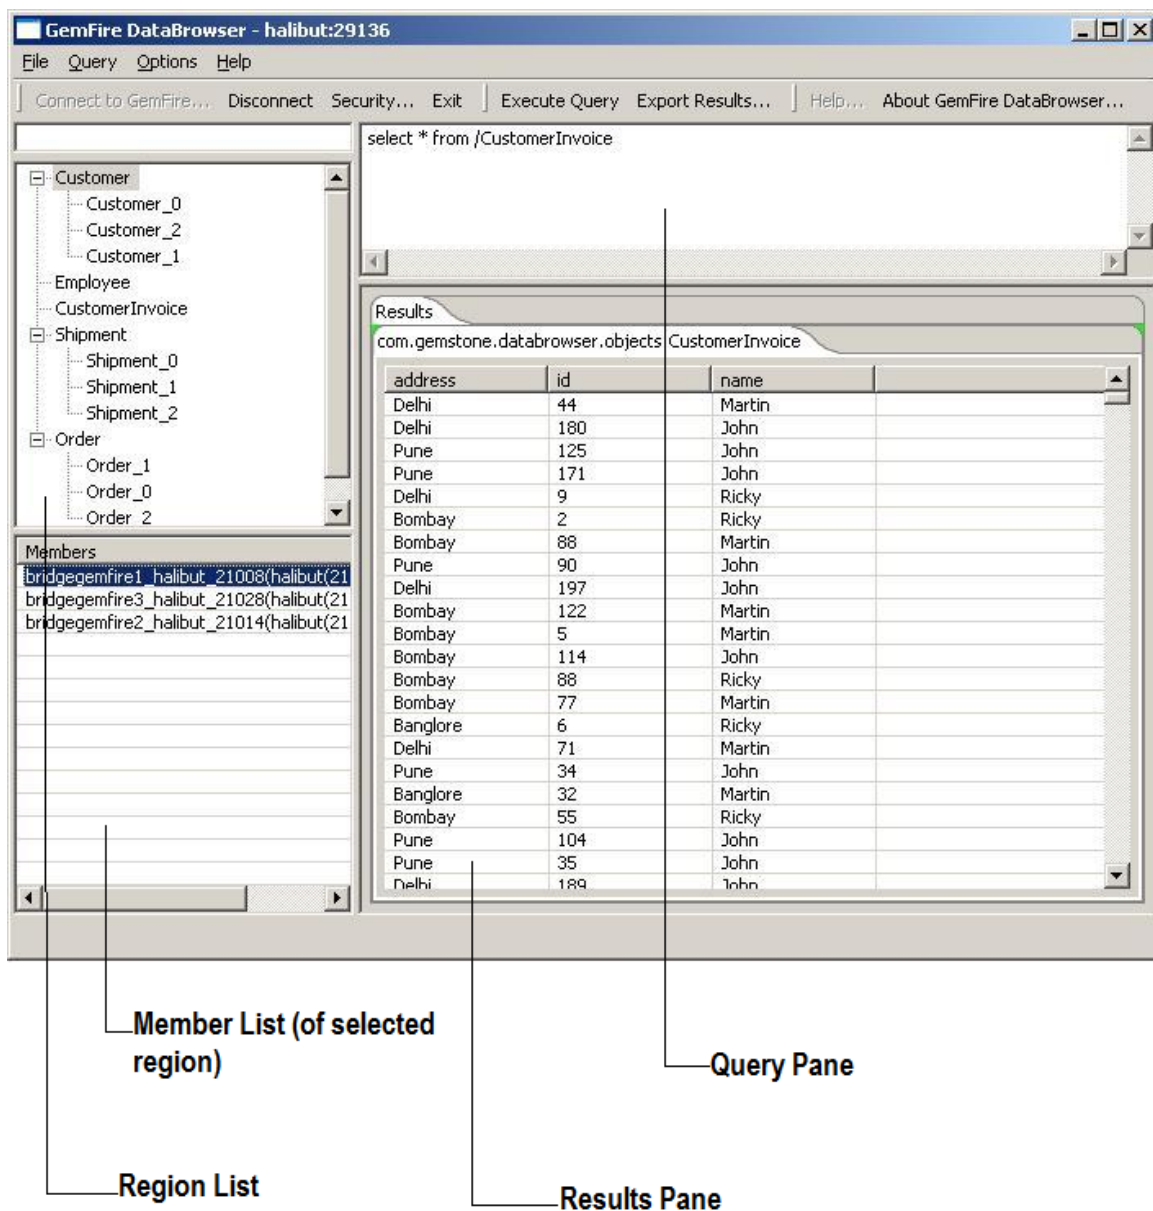 GemFire DataBrowser - halibut:29136
File Query Options Help
Connect to GemFire... Disconnect Security... Exit Execute Query Export Results... Help... About GemFire DataBrowser...
select * from /CustomerInvoice
Customer
Customer_0
Customer_2
Customer_1
Employee
CustomerInvoice
Shipment
Shipment_0
Shipment_1
Shipment_2
Order
Order_1
Order_0
Order_2
Members
bridgegemfire1_halibut_21008(halibut(21
bridgegemfire3_halibut_21028(halibut(21
bridgegemfire2_halibut_21014(halibut(21
Results
com.gemstone.databrowser.objects.CustomerInvoice
address id name
Delhi 44 Martin
Delhi 180 John
Pune 125 John
Pune 171 John
Delhi 9 Ricky
Bombay 2 Ricky
Bombay 88 Martin
Pune 90 John
Delhi 197 John
Bombay 122 Martin
Bombay 5 Martin
Bombay 114 John
Bombay 88 Ricky
Bombay 77 Martin
Banglore 6 Ricky
Delhi 71 Martin
Pune 34 John
Banglore 32 Martin
Bombay 55 Ricky
Pune 104 John
Pune 35 John
Delhi 189 John
Member List (of selected
region)
Query Pane
Region List
Results Pane